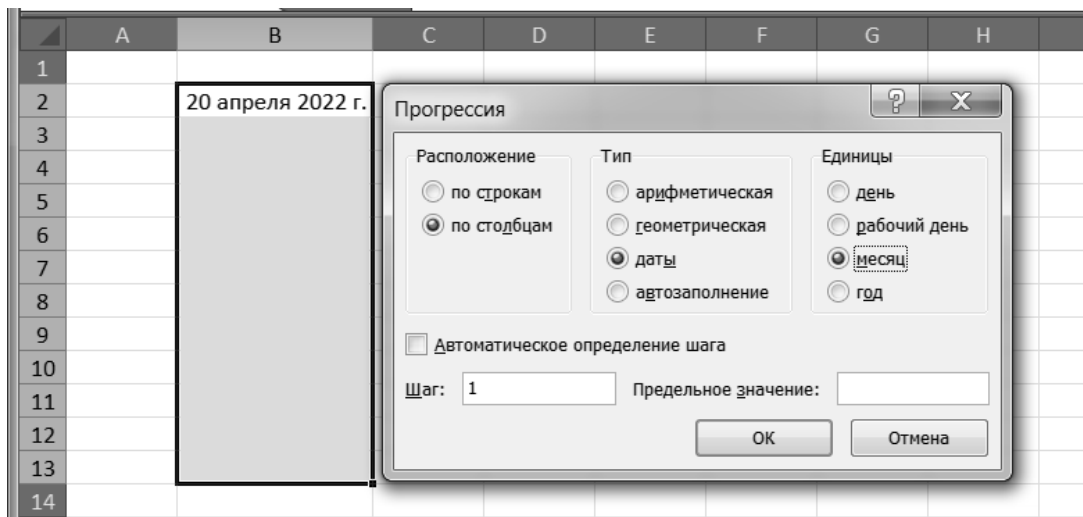 A B C D E F G H
1
2 20 апреля 2022 г.
3
4
5
6
7
8
9
10
11
12
13
14
Прогрессия
Расположение
по строкам
по столбцам
Тип
арифметическая
геометрическая
даты
автозаполнение
Единицы
день
рабочий день
месяц
год
Автоматическое определение шага
Шаг: 1 Предельное значение:
ОК Отмена